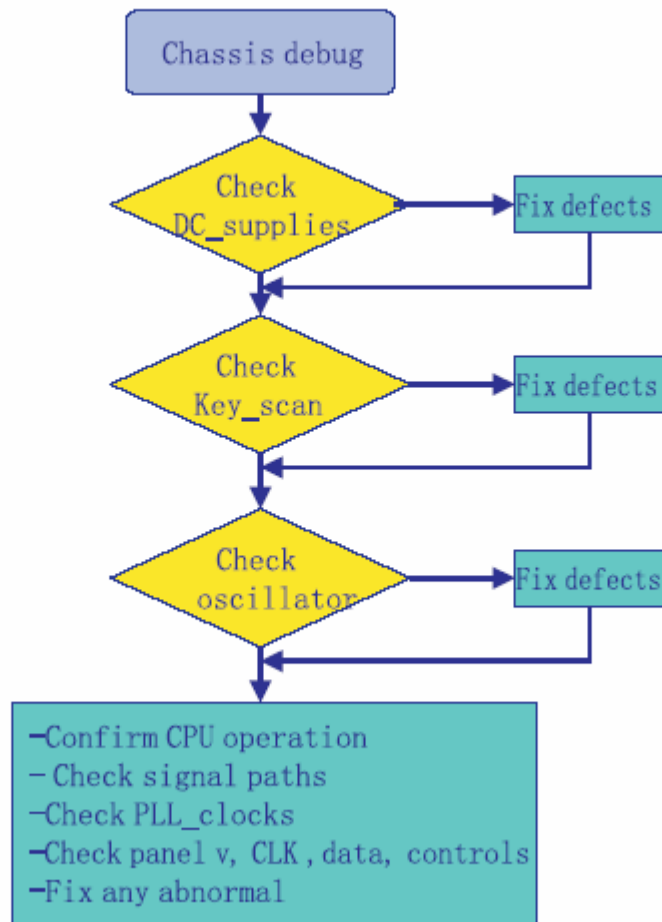 Chassis debug
Check
DC_supplies
Fix defects
Check
Key_scan
Fix defects
Check
oscillator
Fix defects
-Confirm CPU operation
- Check signal paths
-Check PLL_clocks
-Check panel v, CLK , data, controls
-Fix any abnormal